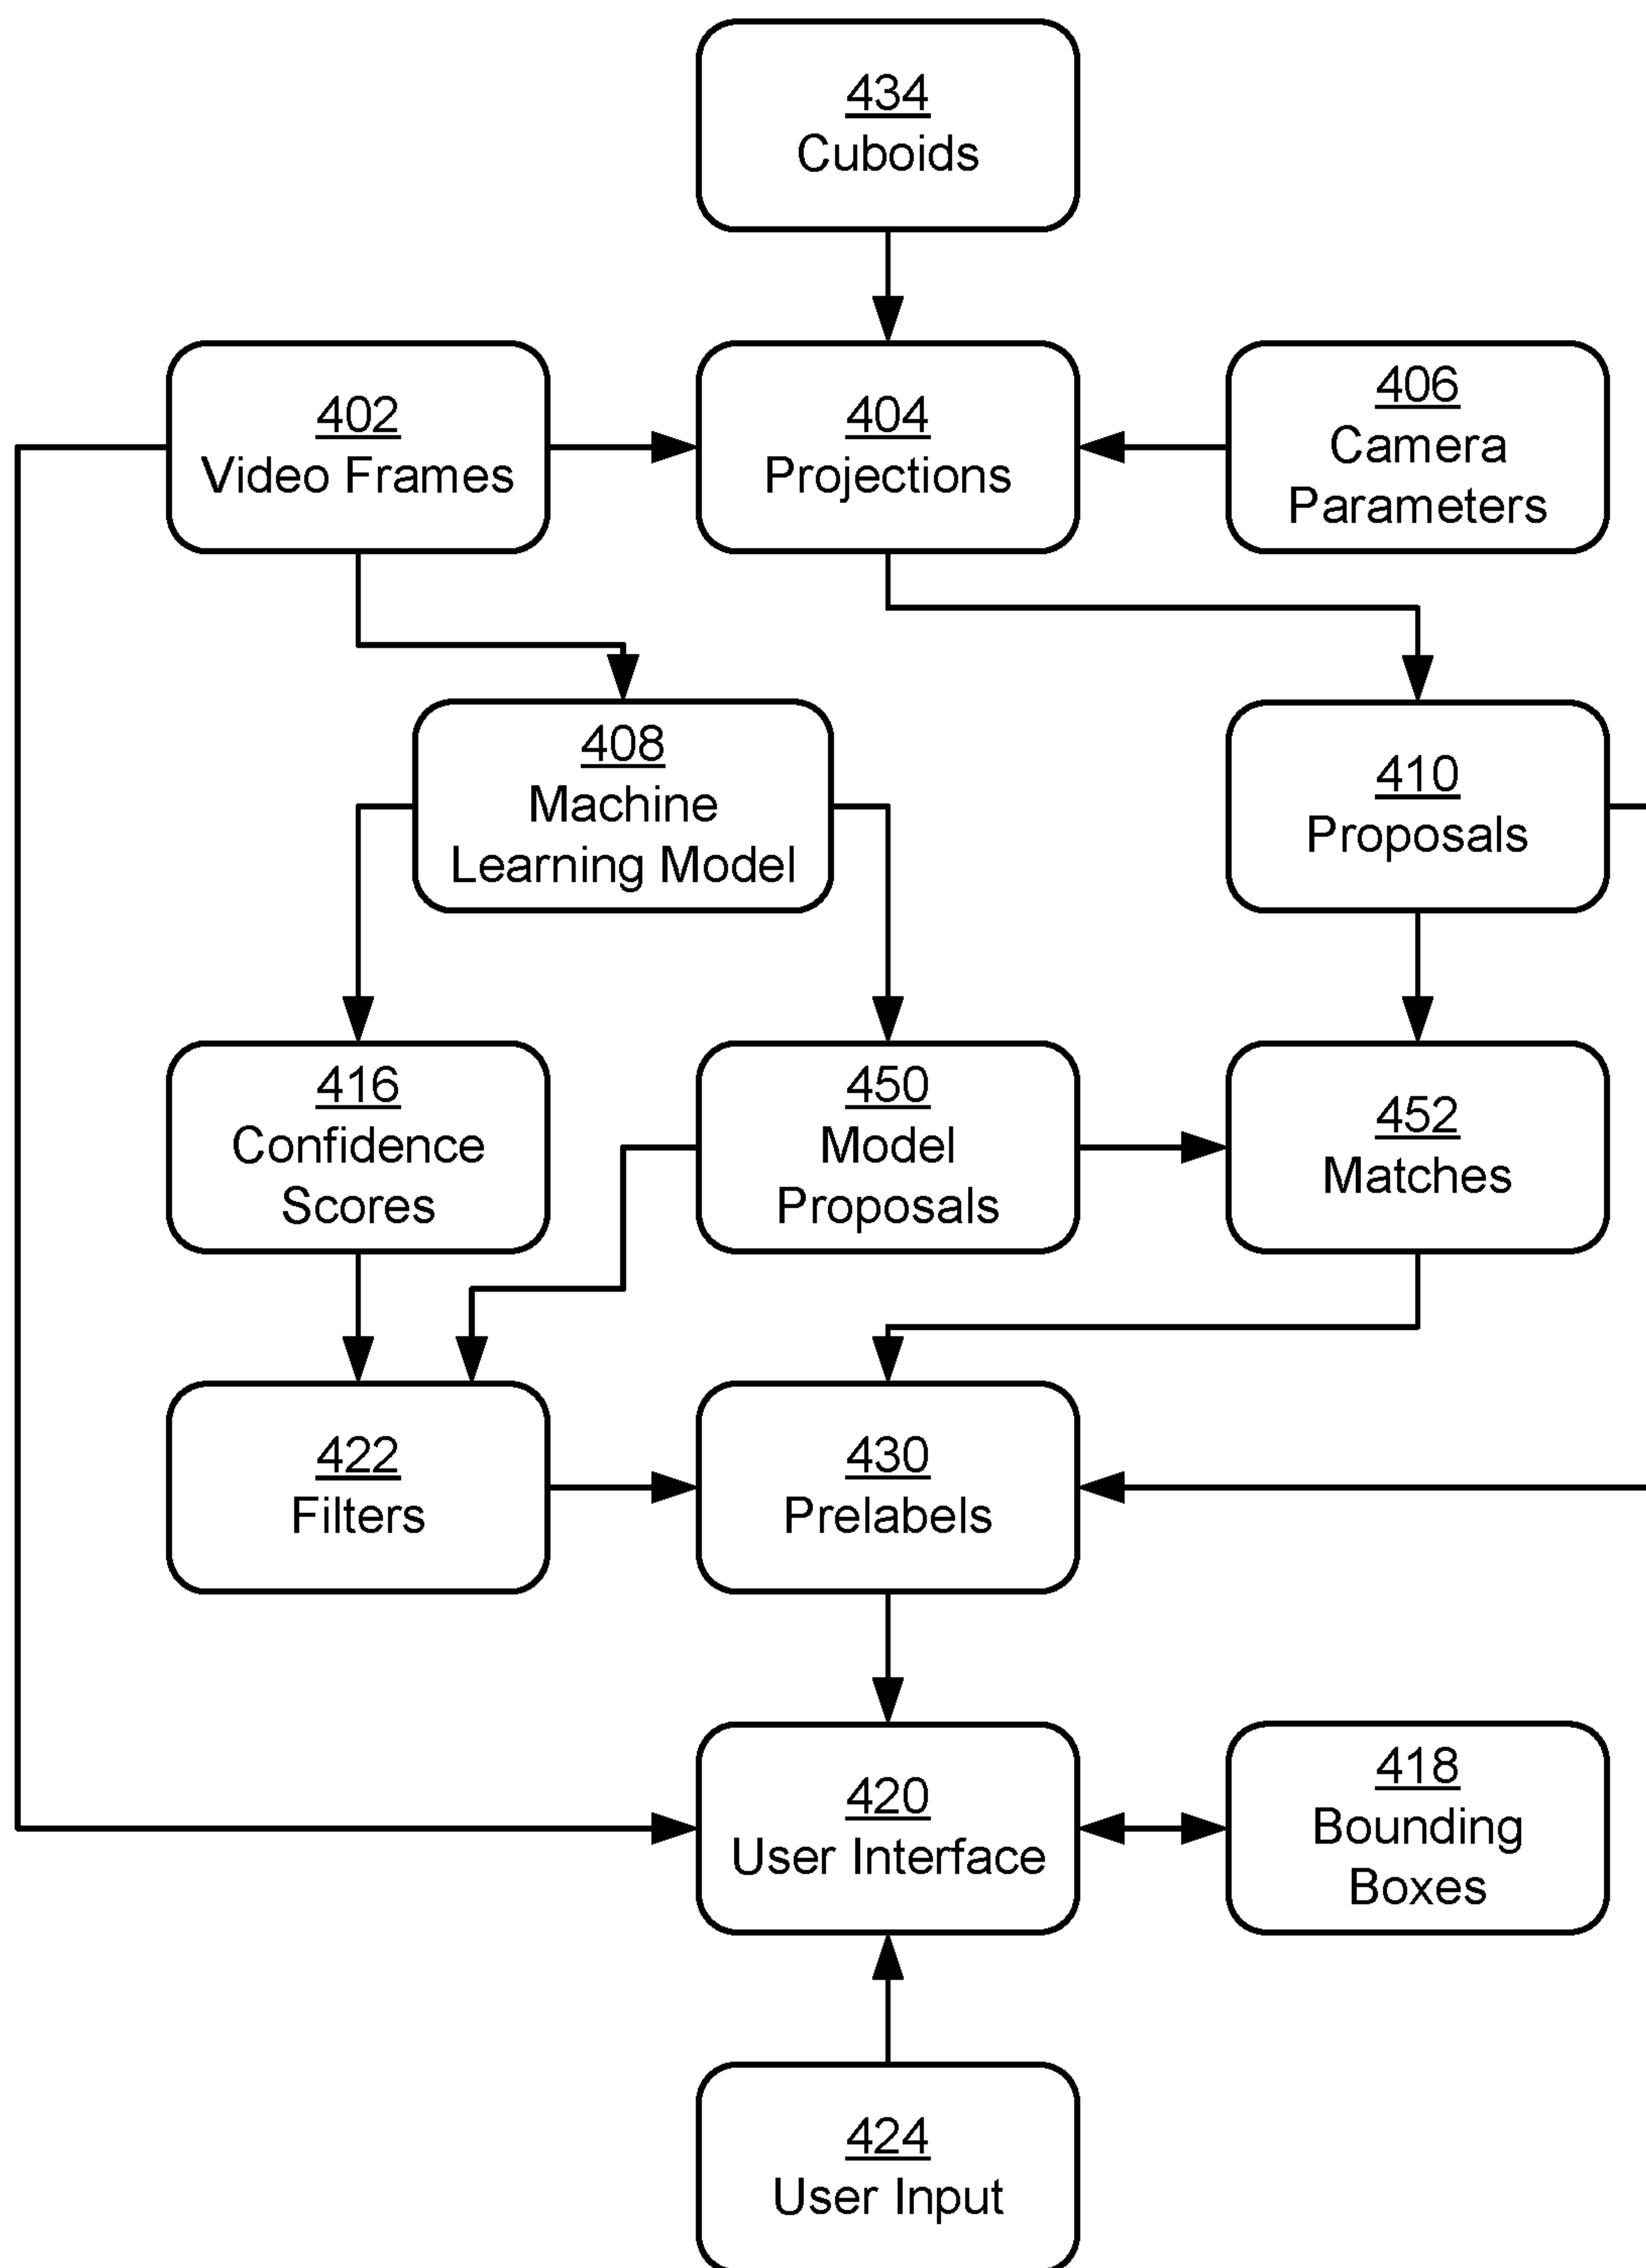 434
Cuboids
402
Video Frames
404
Projections
406
Camera
Parameters
408
Machine
Learning Model
410
Proposals
416
Confidence
Scores
450
Model
Proposals
452
Matches
422
Filters
430
Prelabels
420
User Interface
418
Bounding
Boxes
424
User Input